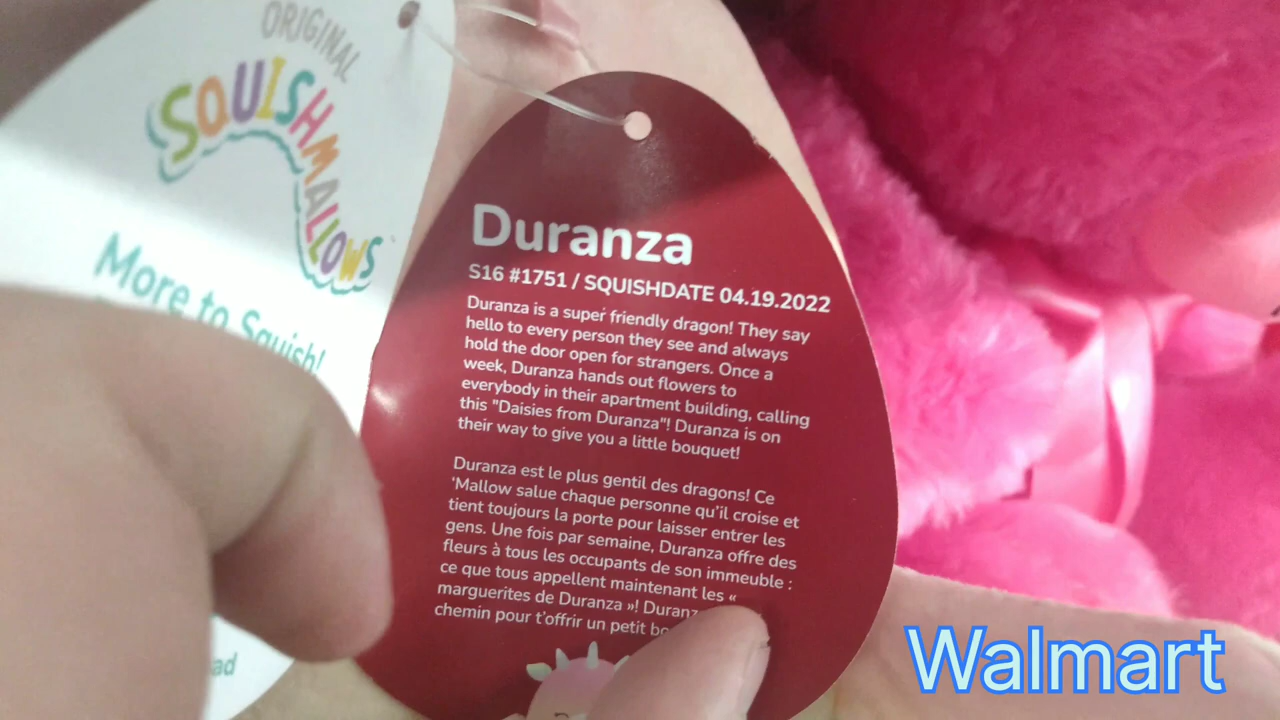 ORIGINAL
SQUISHMALLOWS
More to Squish!
ad
Duranza
S16 #1751 / SQUISHDATE 04.19.2022
Duranza is a super friendly dragon! They say
hello to every person they see and always
hold the door open for strangers. Once a
week, Duranza hands out flowers to
everybody in their apartment building, calling
this "Daisies from Duranza"! Duranza is on
their way to give you a little bouquet!
Duranza est le plus gentil des dragons! Ce
'Mallow salue chaque personne qu'il croise et
tient toujours la porte pour laisser entrer les
gens. Une fois par semaine, Duranza offre des
fleurs à tous les occupants de son immeuble :
ce que tous appellent maintenant les «
marguerites de Duranza »! Duranz
chemin pour t'offrir un petit bo
Walmart